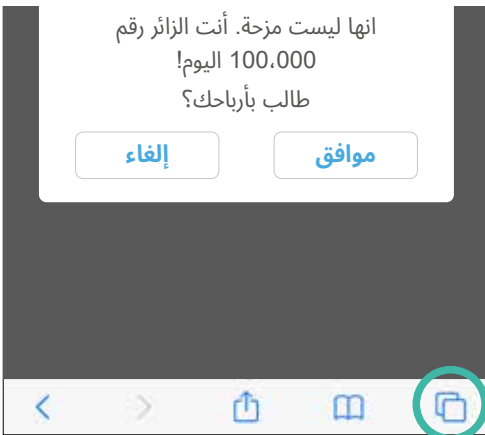 انها ليست مزحة. أنت الزائر رقم
100،000 اليوم!
طالب بأرباحك؟
موافق
إلغاء